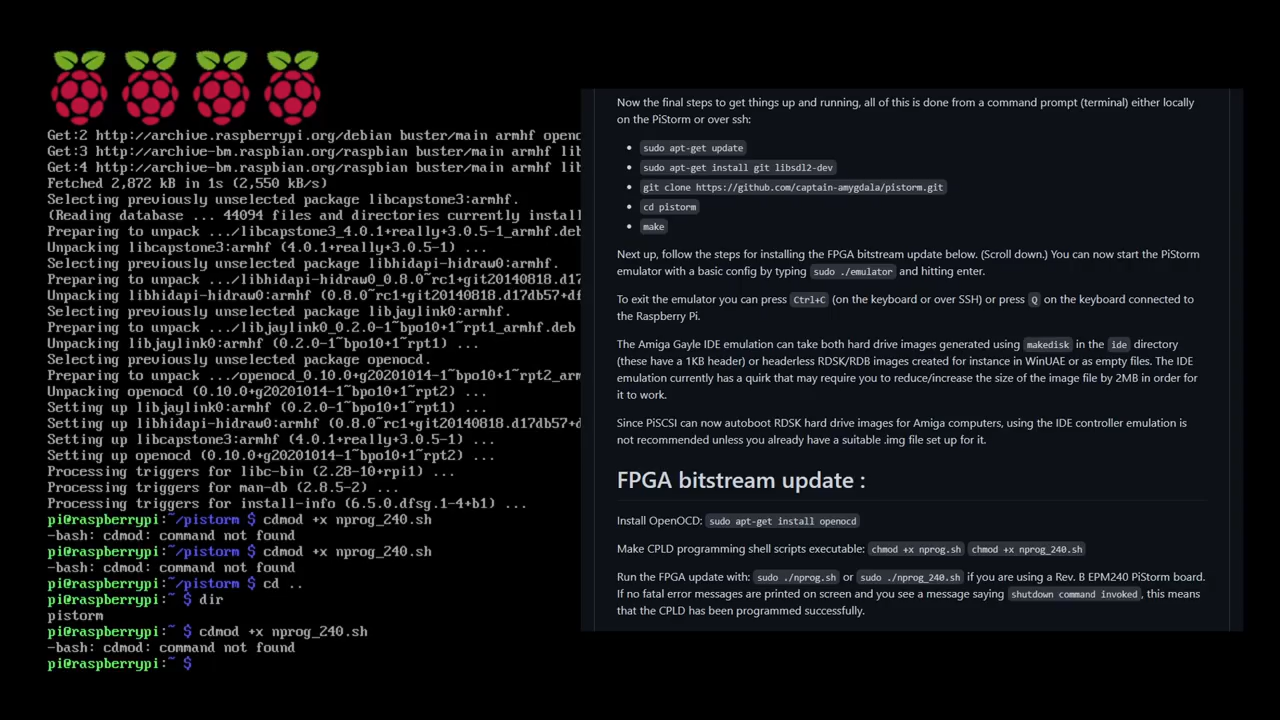 Get:2 http://archive.raspberrypi.org/debian buster/main armhf openo
Get:3 http://archive-bm.raspbian.org/raspbian buster/main armhf lib
Get:4 http://archive-bm.raspbian.org/raspbian buster/main armhf lib
Fetched 2,872 kB in 1s (2,550 kB/s)
Selecting previously unselected package libcapstone3:armhf.
(Reading database ... 44094 files and directories currently install
Preparing to unpack .../libcapstone3_4.0.1+really+3.0.5-1_armhf.deb
Unpacking libcapstone3:armhf (4.0.1+really+3.0.5-1) ...
Selecting previously unselected package libhidapi-hidraw0:armhf.
Preparing to unpack .../libhidapi-hidraw0_0.8.0~rc1+git20140818.d17
Unpacking libhidapi-hidraw0:armhf (0.8.0~rc1+git20140818.d17db57+df
Selecting previously unselected package libjaylink0:armhf.
Preparing to unpack .../libjaylink0_0.2.0-1~bpo10+1~rpt1_armhf.deb
Unpacking libjaylink0:armhf (0.2.0-1~bpo10+1~rpt1) ...
Selecting previously unselected package openocd.
Preparing to unpack .../openocd_0.10.0+g20201014-1~bpo10+1~rpt2_arm
Unpacking openocd (0.10.0+g20201014-1~bpo10+1~rpt2) ...
Setting up libjaylink0:armhf (0.2.0-1~bpo10+1~rpt1) ...
Setting up libhidapi-hidraw0:armhf (0.8.0~rc1+git20140818.d17db57+d
Setting up libcapstone3:armhf (4.0.1+really+3.0.5-1) ...
Setting up openocd (0.10.0+g20201014-1~bpo10+1~rpt2) ...
Processing triggers for libc-bin (2.28-10+rpi1) ...
Processing triggers for man-db (2.8.5-2) ...
Processing triggers for install-info (6.5.0.dfsg.1-4+b1) ...
pi@raspberrypi:~/pistorm $ cdmod +x nprog_240.sh
-bash: cdmod: command not found
pi@raspberrypi:~/pistorm $ cdmod +x nprog_240.sh
-bash: cdmod: command not found
pi@raspberrypi:~/pistorm $ cd ..
pi@raspberrypi:~ $ dir
pistorm
pi@raspberrypi:~ $ cdmod +x nprog_240.sh
-bash: cdmod: command not found
pi@raspberrypi:~ $
Now the final steps to get things up and running, all of this is done from a command prompt (terminal) either locally
on the PiStorm or over ssh:
• sudo apt-get update
• sudo apt-get install git libsdl2-dev
• git clone https://github.com/captain-amygdala/pistorm.git
• cd pistorm
• make
Next up, follow the steps for installing the FPGA bitstream update below. (Scroll down.) You can now start the PiStorm
emulator with a basic config by typing sudo ./emulator and hitting enter.
To exit the emulator you can press Ctrl+C (on the keyboard or over SSH) or press Q on the keyboard connected to
the Raspberry Pi.
The Amiga Gayle IDE emulation can take both hard drive images generated using makedisk in the ide directory
(these have a 1KB header) or headerless RDSK/RDB images created for instance in WinUAE or as empty files. The IDE
emulation currently has a quirk that may require you to reduce/increase the size of the image file by 2MB in order for
it to work.
Since PiSCSI can now autoboot RDSK hard drive images for Amiga computers, using the IDE controller emulation is
not recommended unless you already have a suitable .img file set up for it.
FPGA bitstream update :
Install OpenOCD: sudo apt-get install openocd
Make CPLD programming shell scripts executable: chmod +x nprog.sh chmod +x nprog_240.sh
Run the FPGA update with: sudo ./nprog.sh or sudo ./nprog_240.sh if you are using a Rev. B EPM240 PiStorm board.
If no fatal error messages are printed on screen and you see a message saying shutdown command invoked, this means
that the CPLD has been programmed successfully.